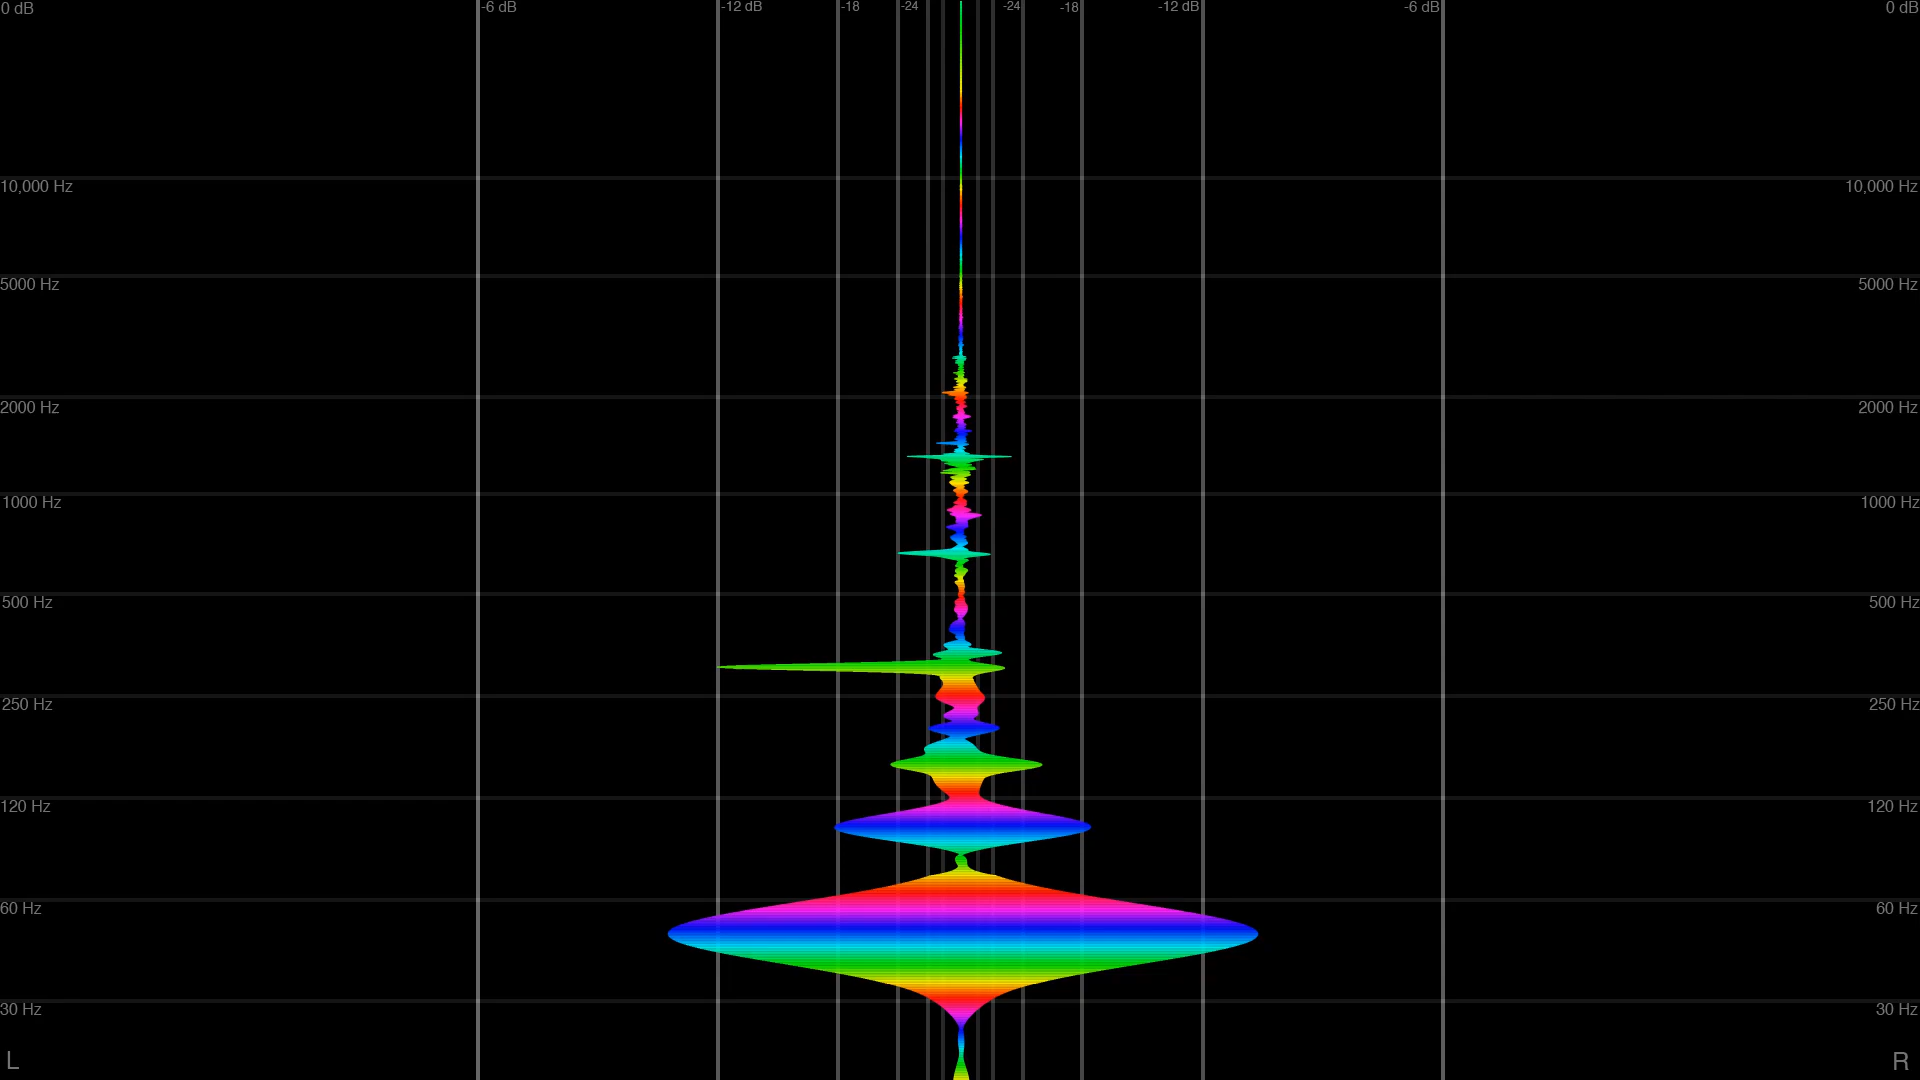 0 dB -6 dB -12 dB -18 -24 -24 -18 -12 dB -6 dB 0 dB
10,000 Hz 10,000 Hz
5000 Hz 5000 Hz
2000 Hz 2000 Hz
1000 Hz 1000 Hz
500 Hz 500 Hz
250 Hz 250 Hz
120 Hz 120 Hz
60 Hz 60 Hz
30 Hz 30 Hz
L R